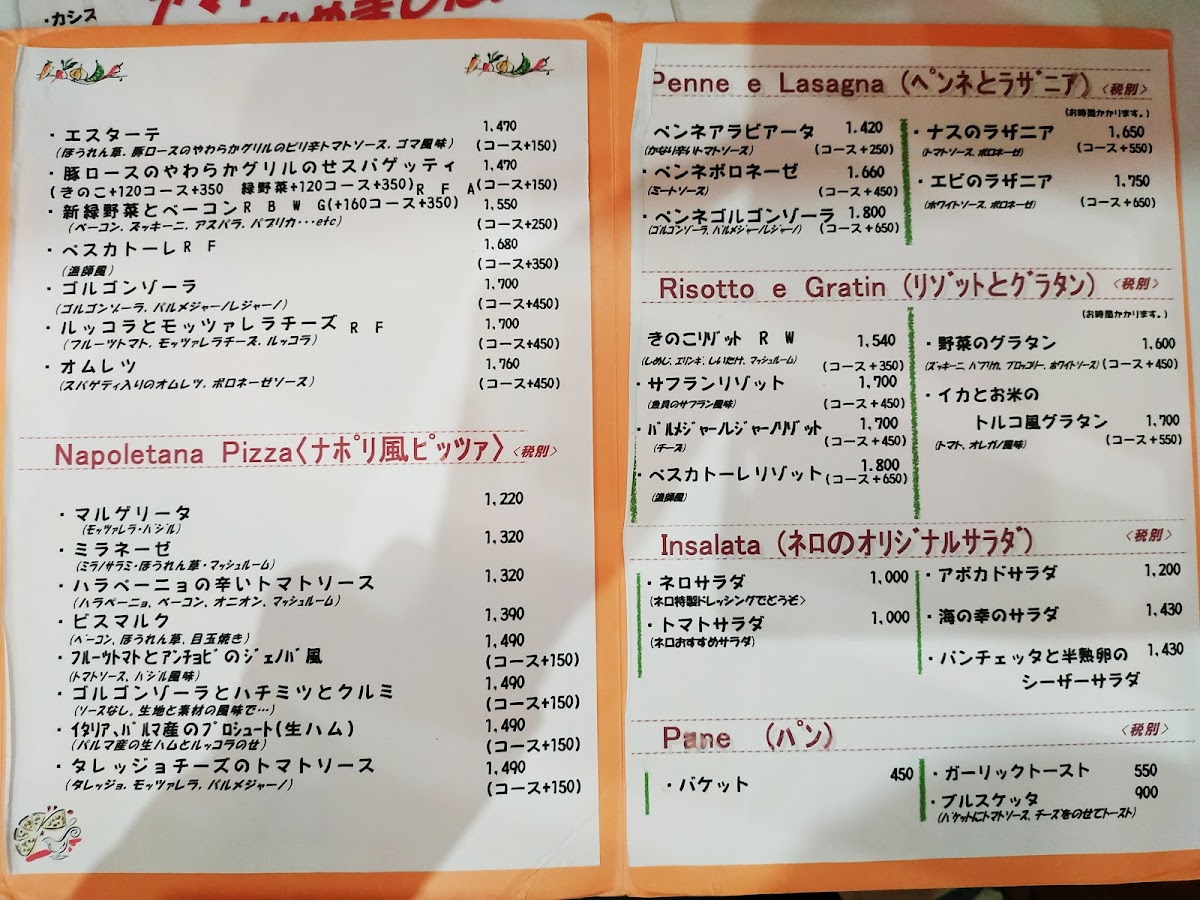 ・カシス
・エスターテ 1,470
(ほうれん草、豚ロースのやわらかグリルのピリ辛トマトソース、ゴマ風味) (コース+150)
・豚ロースのやわらかグリルのせスパゲッティ 1,470
(きのこ+120コース+350 緑野菜+120コース+350) R F A (コース+150)
・新緑野菜とベーコン R B W G(+160コース+350) 1,550
(ベーコン、ズッキーニ、アスパラ、パプリカ・・・etc) (コース+250)
・ペスカトーレ R F 1,680
(漁師風) (コース+350)
・ゴルゴンゾーラ 1,700
(ゴルゴンゾーラ、パルメジャーノレジャーノ) (コース+450)
・ルッコラとモッツァレラチーズ R F 1,700
(フルーツトマト、モッツァレラチーズ、ルッコラ) (コース+450)
・オムレツ 1,760
(スパゲティ入りのオムレツ、ボロネーゼソース) (コース+450)
Napoletana Pizza〈ナポリ風ピッツァ〉〈税別〉
・マルゲリータ 1,220
(モッツァレラ・バジル)
・ミラネーゼ 1,320
(ミラノサラミ・ほうれん草・マッシュルーム)
・ハラペーニョの辛いトマトソース 1,320
(ハラペーニョ、ベーコン、オニオン、マッシュルーム)
・ビスマルク 1,390
(ベーコン、ほうれん草、目玉焼き)
・フルーツトマトとアンチョビのジェノバ風 1,490
(トマトソース、バジル風味) (コース+150)
・ゴルゴンゾーラとハチミツとクルミ 1,490
(ソースなし。生地と素材の風味で…) (コース+150)
・イタリア、パルマ産のプロシュート(生ハム) 1,490
(パルマ産の生ハムとルッコラのせ) (コース+150)
・タレッジョチーズのトマトソース 1,490
(タレッジョ、モッツァレラ、パルメジャーノ) (コース+150)
Penne e Lasagna (ペンネとラザニア) 〈税別〉
(お時間かかります。)
ペンネアラビアータ 1.420
(かなり辛いトマトソース) (コース+250)
・ペンネボロネーゼ 1.660
(ミートソース) (コース+450)
・ペンネゴルゴンゾーラ 1.800
(ゴルゴンゾーラ、パルメジャーノレジャーノ) (コース+650)
・ナスのラザニア 1,650
(トマトソース、ボロネーゼ) (コース+550)
・エビのラザニア 1,750
(ホワイトソース、ボロネーゼ) (コース+650)
Risotto e Gratin (リゾットとグラタン) 〈税別〉
(お時間かかります。)
きのこリゾット R W 1,540
(しめじ、エリンギ、しいたけ、マッシュルーム) (コース+350)
・サフランリゾット 1,700
(魚貝のサフラン風味) (コース+450)
・パルメジャーノレジャーノリゾット 1,700
(チーズ) (コース+450)
・ペスカトーレリゾット 1.800
(漁師風) (コース+650)
・野菜のグラタン 1,600
(ズッキーニ、パプリカ、ブロッコリー、ホワイトソース) (コース+450)
・イカとお米の
トルコ風グラタン 1,700
(トマト、オレガノ風味) (コース+550)
Insalata (ネロのオリジナルサラダ) 〈税別〉
・ネロサラダ 1,000
(ネロ特製ドレッシングでどうぞ>
・トマトサラダ 1,000
(ネロおすすめサラダ)
・アボカドサラダ 1,200
・海の幸のサラダ 1,430
・パンチェッタと半熟卵の 1,430
シーザーサラダ
Pane (パン) 〈税別〉
・バケット 450
・ガーリックトースト 550
・ブルスケッタ 900
(バケットにトマトソース、チーズをのせてトースト)